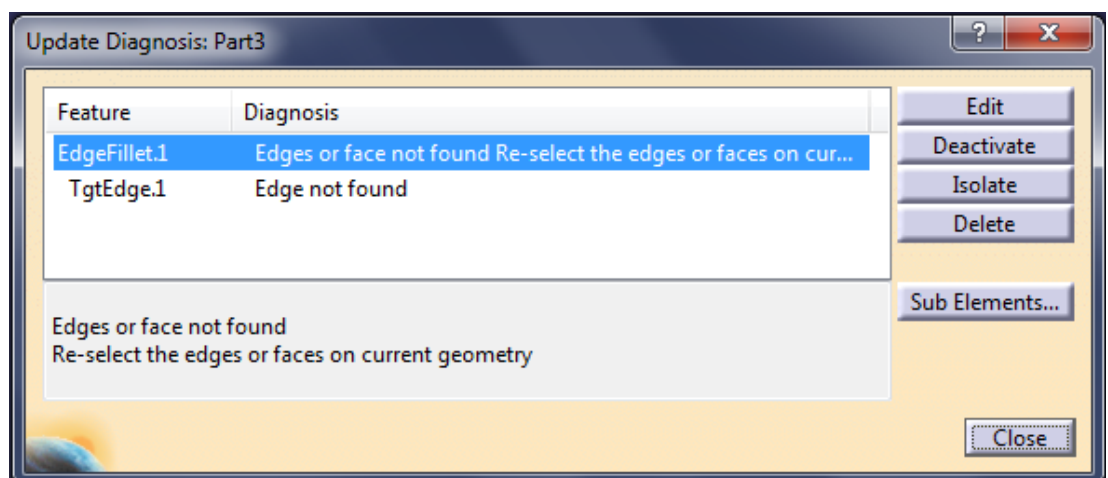 Update Diagnosis: Part3
? X
Feature Diagnosis
EdgeFillet.1 Edges or face not found Re-select the edges or faces on cur...
TgtEdge.1 Edge not found
Edit
Deactivate
Isolate
Delete
Sub Elements...
Edges or face not found
Re-select the edges or faces on current geometry
Close